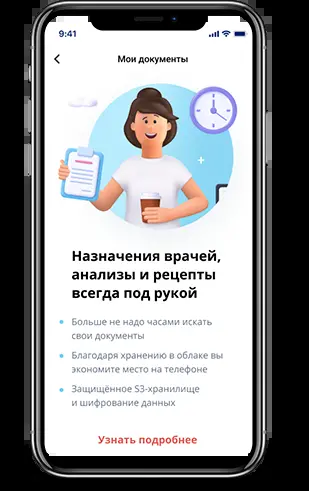 9:41
Мои документы
Назначения врачей,
анализы и рецепты
всегда под рукой
Больше не надо часами искать
свои документы
Благодаря хранению в облаке вы
экономите место на телефоне
Защищённое S3-хранилище
и шифрование данных
Узнать подробнее